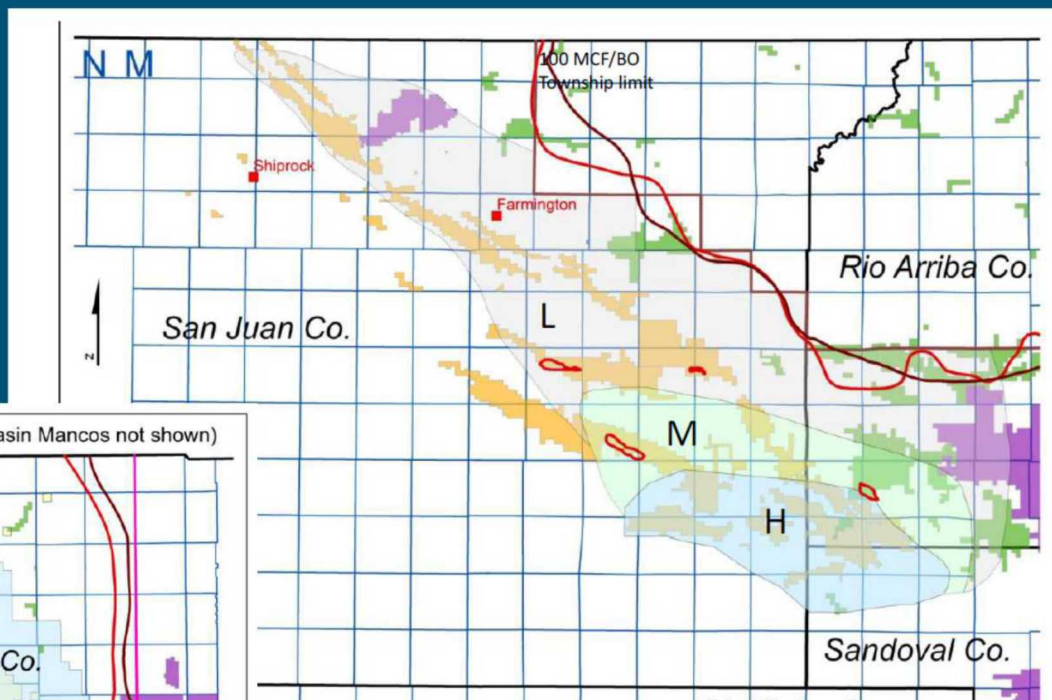 N M
100 MCF/BO
Township limit
Shiprock
Farmington
Rio Arriba Co.
San Juan Co.
L
N
M
asin Mancos not shown)
H
Co.
Sandoval Co.